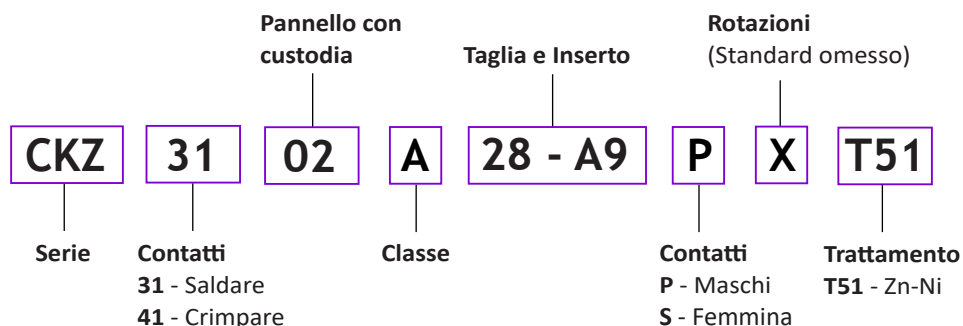 Pannello con
custodia
Taglia e Inserto
Rotazioni
(Standard omesso)
CKZ 31 02 A 28 - A9 P X T51
Serie
Contatti
31 - Saldare
41 - Crimpare
Classe
Contatti
P - Maschi
S - Femmina
Trattamento
T51 - Zn-Ni